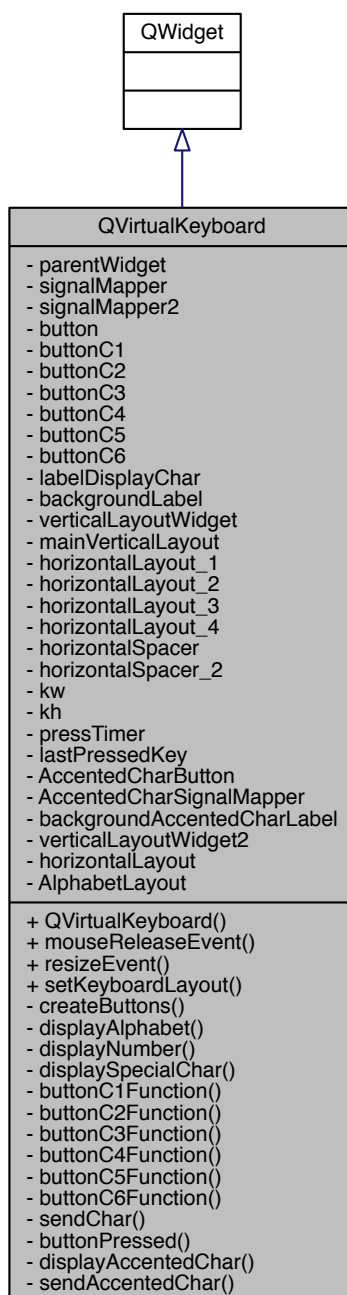 QWidget
QVirtualKeyboard
- parentWidget
- signalMapper
- signalMapper2
- button
- buttonC1
- buttonC2
- buttonC3
- buttonC4
- buttonC5
- buttonC6
- labelDisplayChar
- backgroundLabel
- verticalLayoutWidget
- mainVerticalLayout
- horizontalLayout_1
- horizontalLayout_2
- horizontalLayout_3
- horizontalLayout_4
- horizontalSpacer
- horizontalSpacer_2
- kw
- kh
- pressTimer
- lastPressedKey
- AccentedCharButton
- AccentedCharSignalMapper
- backgroundAccentedCharLabel
- verticalLayoutWidget2
- horizontalLayout
- AlphabetLayout
+ QVirtualKeyboard()
+ mouseReleaseEvent()
+ resizeEvent()
+ setKeyboardLayout()
- createButtons()
- displayAlphabet()
- displayNumber()
- displaySpecialChar()
- buttonC1Function()
- buttonC2Function()
- buttonC3Function()
- buttonC4Function()
- buttonC5Function()
- buttonC6Function()
- sendChar()
- buttonPressed()
- displayAccentedChar()
- sendAccentedChar()